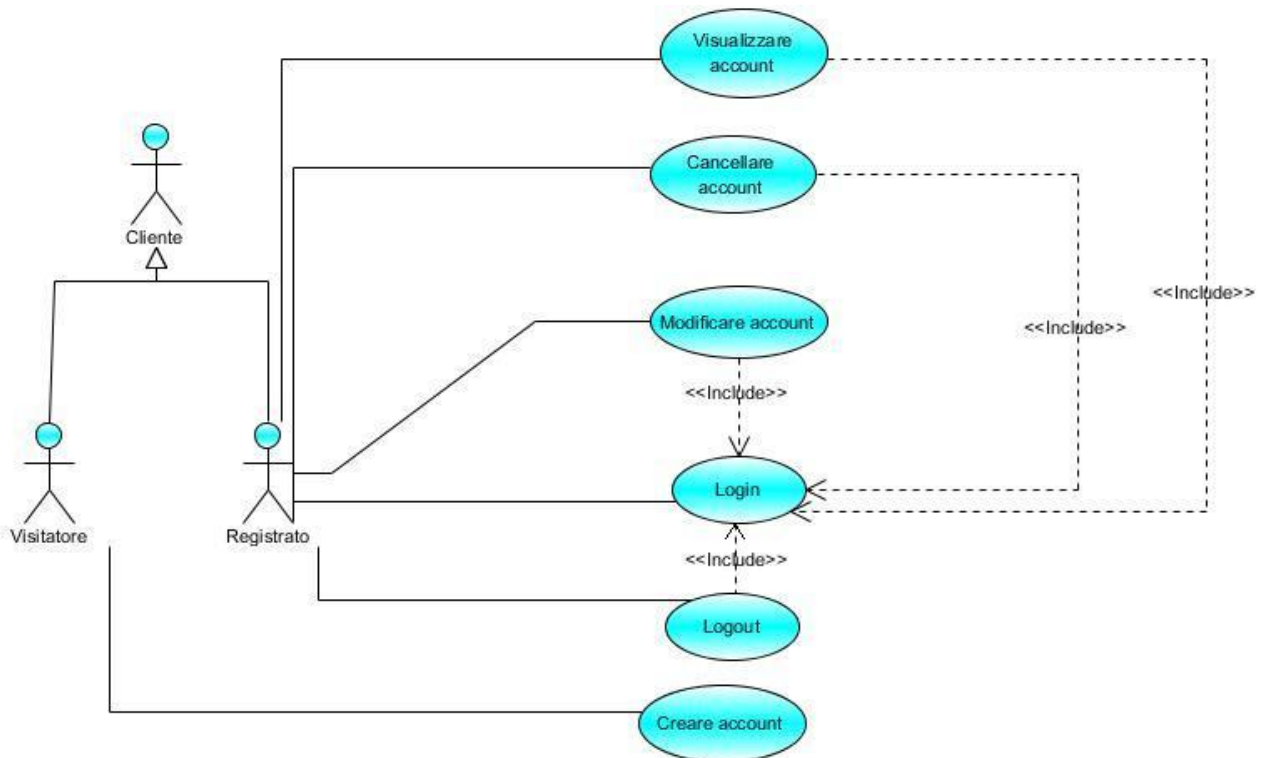 Visualizzare
account
Cancellare
account
Cliente
<<Include>>
Modificare account
<<Include>>
<<Include>>
Login
Visitatore
Registrato
<<Include>>
Logout
Creare account